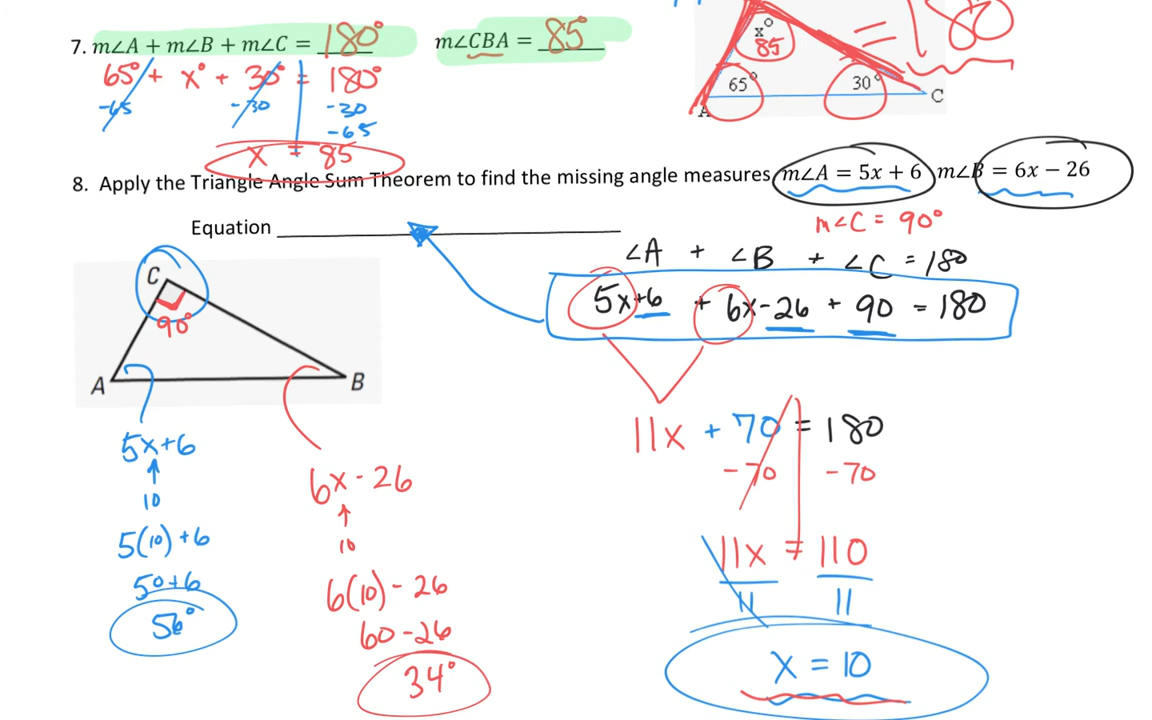 7. m∠A + m∠B + m∠C = 180°
m∠CBA = 85°
65° + x° + 30° = 180°
-65 -30 -30
-65
x = 85
x°
85
65°
30°
A
C
= 180
8. Apply the Triangle Angle Sum Theorem to find the missing angle measures m∠A = 5x + 6 m∠B = 6x − 26
m∠C = 90°
Equation
∠A + ∠B + ∠C = 180
5x+6 + 6x-26 + 90 = 180
C
90°
A
B
11x + 70 = 180
-70 -70
11x = 110
11 11
x = 10
5x+6
10
5(10)+6
50+6
56°
6x-26
10
6(10)-26
60-26
34°